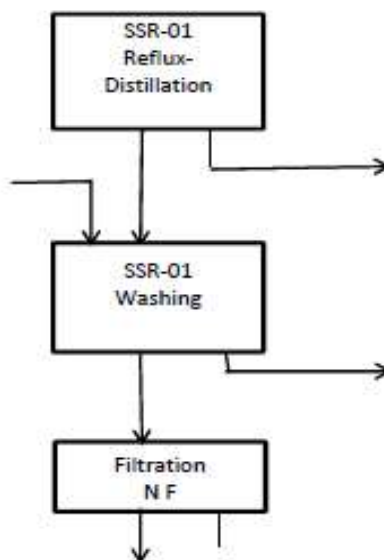 SSR-01
Reflux-
Distillation
SSR-01
Washing
Filtration
N F